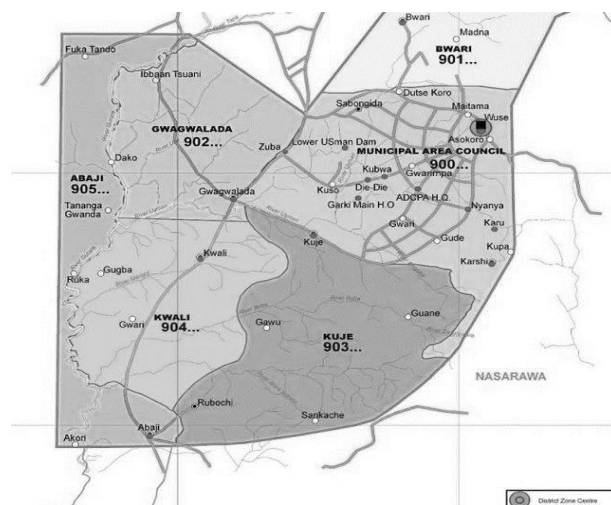 Bwari
Madna
BWARI
901...
Fuka Tando
Ibbaan Tsuani
Dutse Koro
Sabongida
Maitama
Wuse
GWAGWALADA
902...
Lower USman Dam
MUNICIPAL AREA COUNCIL
900...
Asokoro
Zuba
Dako
Kubwa
Gwarimpa
ABAJI
905...
Kuso
Die-Die
Gwagwalada
Garki Main H.O
ADCPA H.Q.
Nyanya
Tananga
Gwanda
Gwari
Karu
Kuje
Gude
Kupa
Kwali
Karshi
Ruka
Gugba
Gwari
KWALI
904...
Gawu
Guane
KUJE
903...
NASARAWA
Rubochi
Sankache
Abaji
Akori
District Zone Centre